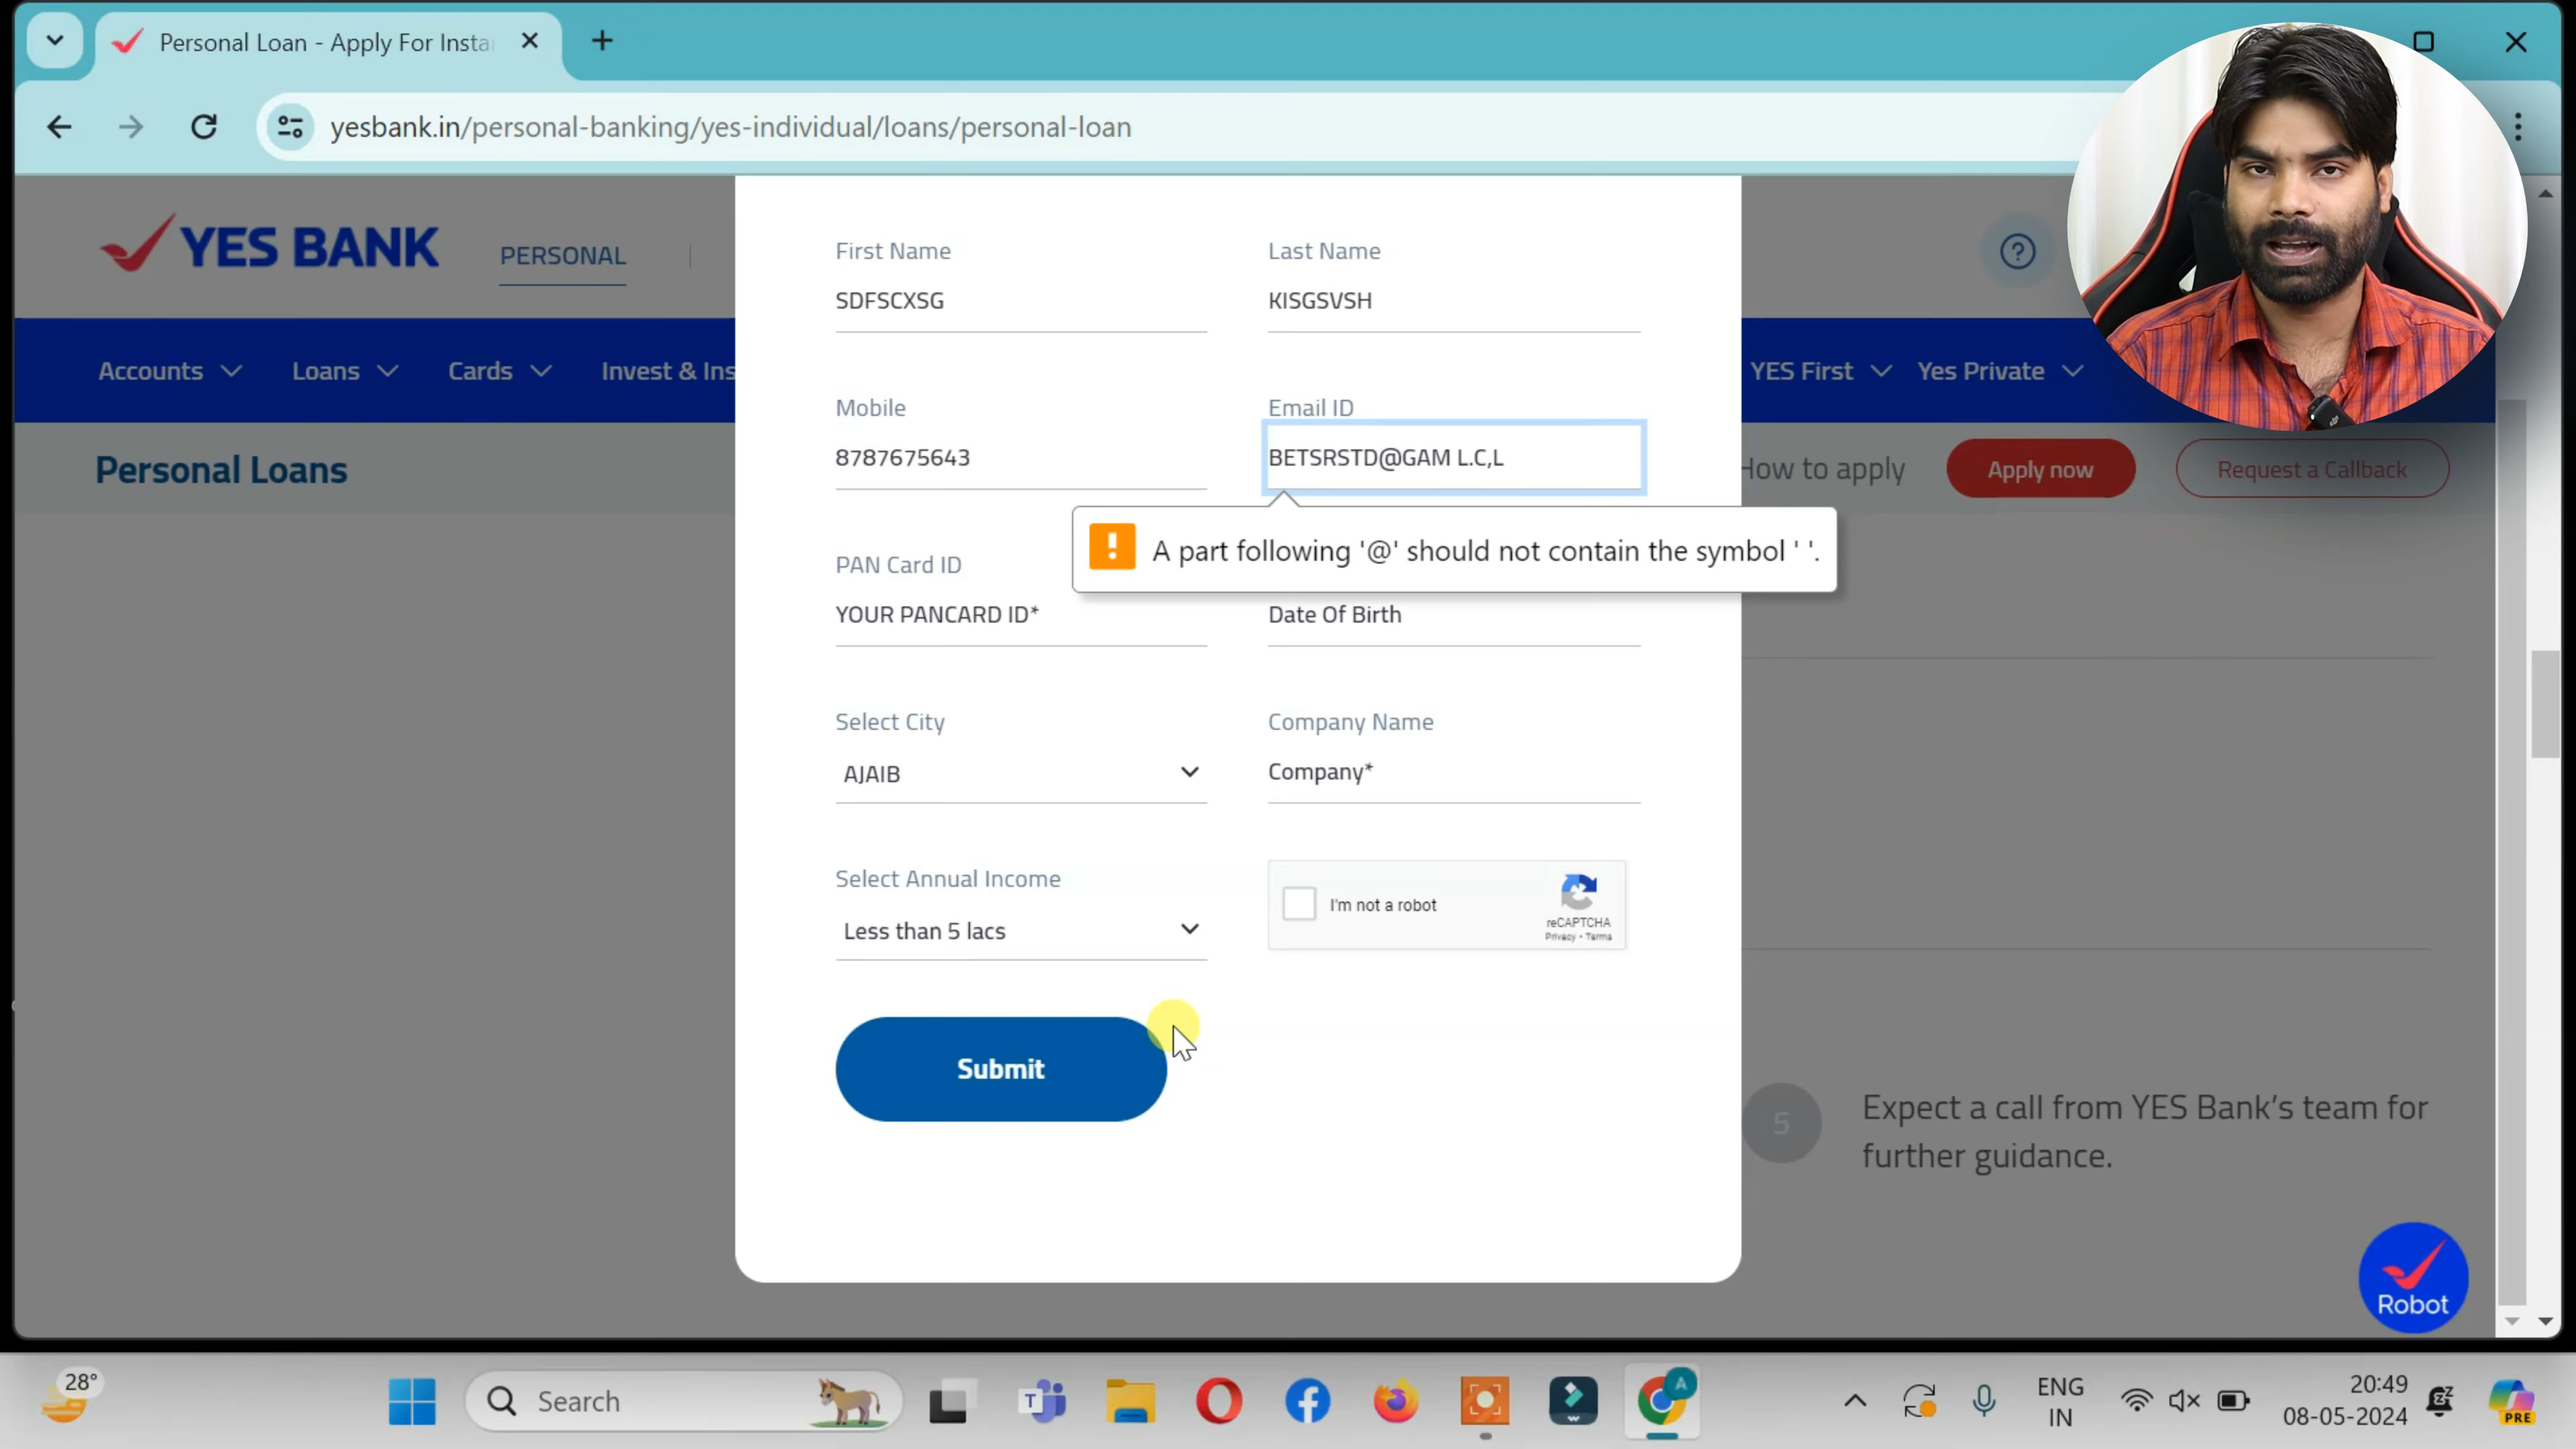 Personal Loan - Apply For Insta
yesbank.in/personal-banking/yes-individual/loans/personal-loan
YES BANK
PERSONAL
Accounts
Loans
Cards
Invest & Ins
YES First
Yes Private
Personal Loans
How to apply
Apply now
Request a Callback
First Name
Last Name
SDFSCXSG
KISGSVSH
Mobile
Email ID
8787675643
BETSRSTD@GAM L.C,L
! A part following '@' should not contain the symbol ' '.
PAN Card ID
YOUR PANCARD ID*
Date Of Birth
Select City
Company Name
AJAIB
Company*
Select Annual Income
Less than 5 lacs
I'm not a robot
reCAPTCHA
Privacy - Terms
Submit
5
Expect a call from YES Bank's team for
further guidance.
Robot
28°
Search
T
w
A
ENG
IN
20:49
08-05-2024
PRE